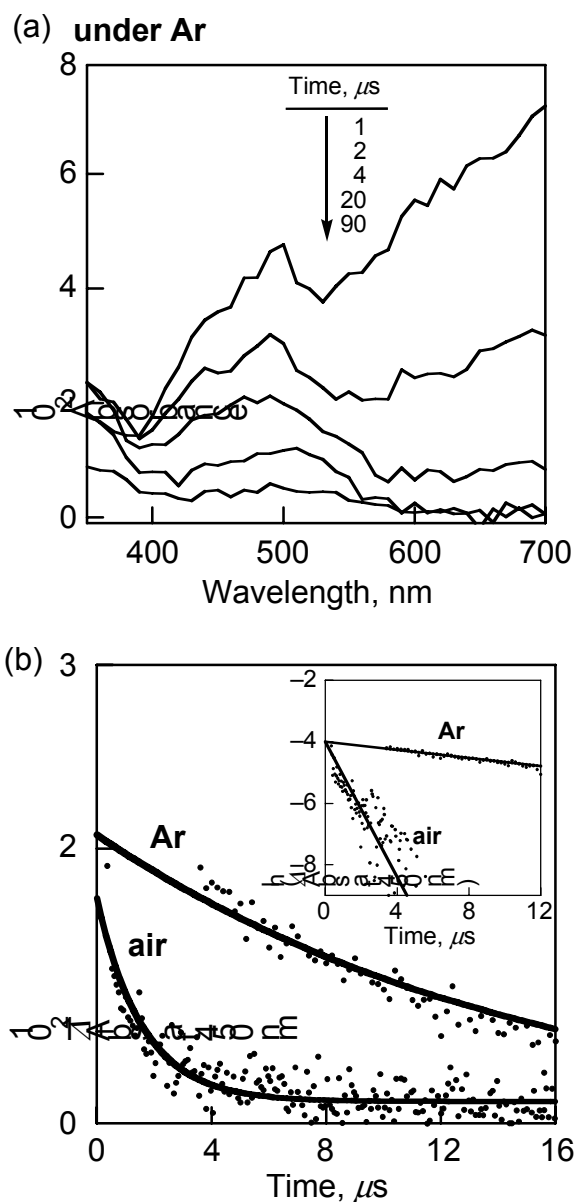 (a) under Ar
8
6
4
2
0
Time, μs
1
2
4
20
90
400 500 600 700
Wavelength, nm
(b)
3
2
0
Ar
air
–2
–4
–6
–8
Ar
air
0 4 8 12
Time, μs
0 4 8 12 16
Time, μs